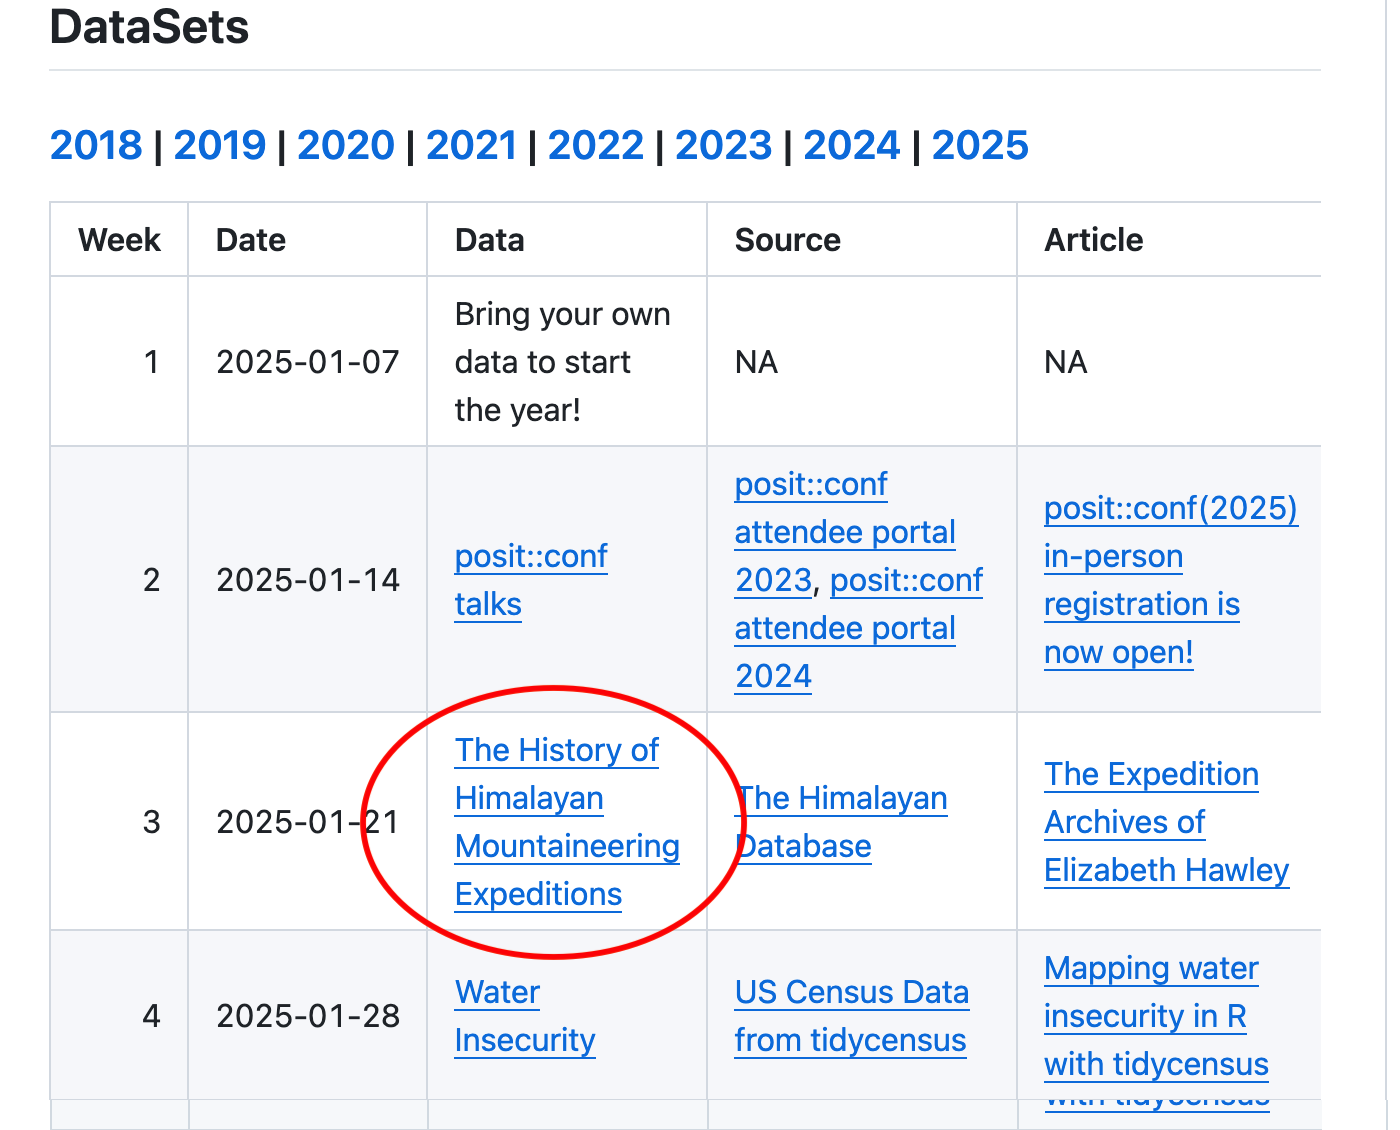 DataSets
2018 | 2019 | 2020 | 2021 | 2022 | 2023 | 2024 | 2025
Week Date Data Source Article
1 2025-01-07 Bring your own data to start the year! NA NA
2 2025-01-14 posit::conf talks posit::conf attendee portal 2023, posit::conf attendee portal 2024 posit::conf(2025) in-person registration is now open!
3 2025-01-21 The History of Himalayan Mountaineering Expeditions The Himalayan Database The Expedition Archives of Elizabeth Hawley
4 2025-01-28 Water Insecurity US Census Data from tidycensus Mapping water insecurity in R with tidycensus
with tidycensus